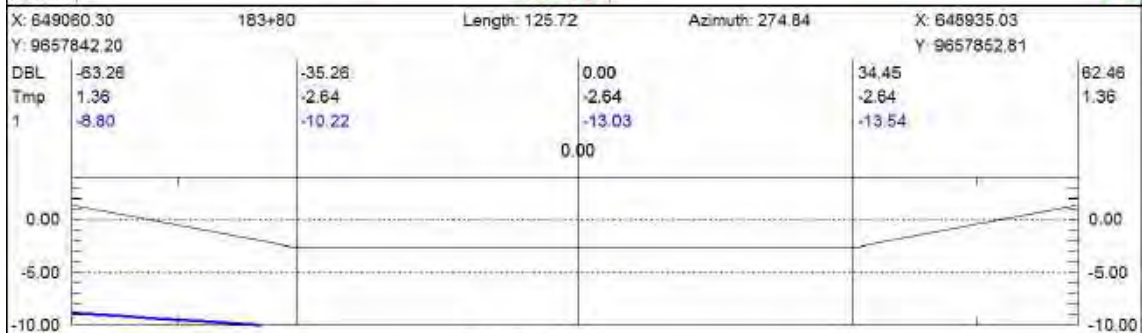 X: 649060.30 183+80 Length: 125.72 Azimuth: 274.84 X: 648935.03
Y: 9657842.20 Y: 9657852.81
DBL -63.26 -35.26 0.00 34.45 62.46
Tmp 1.36 -2.64 -2.64 -2.64 1.36
1 -8.80 -10.22 -13.03 -13.54
0.00
0.00 0.00
-5.00 -5.00
-10.00 -10.00